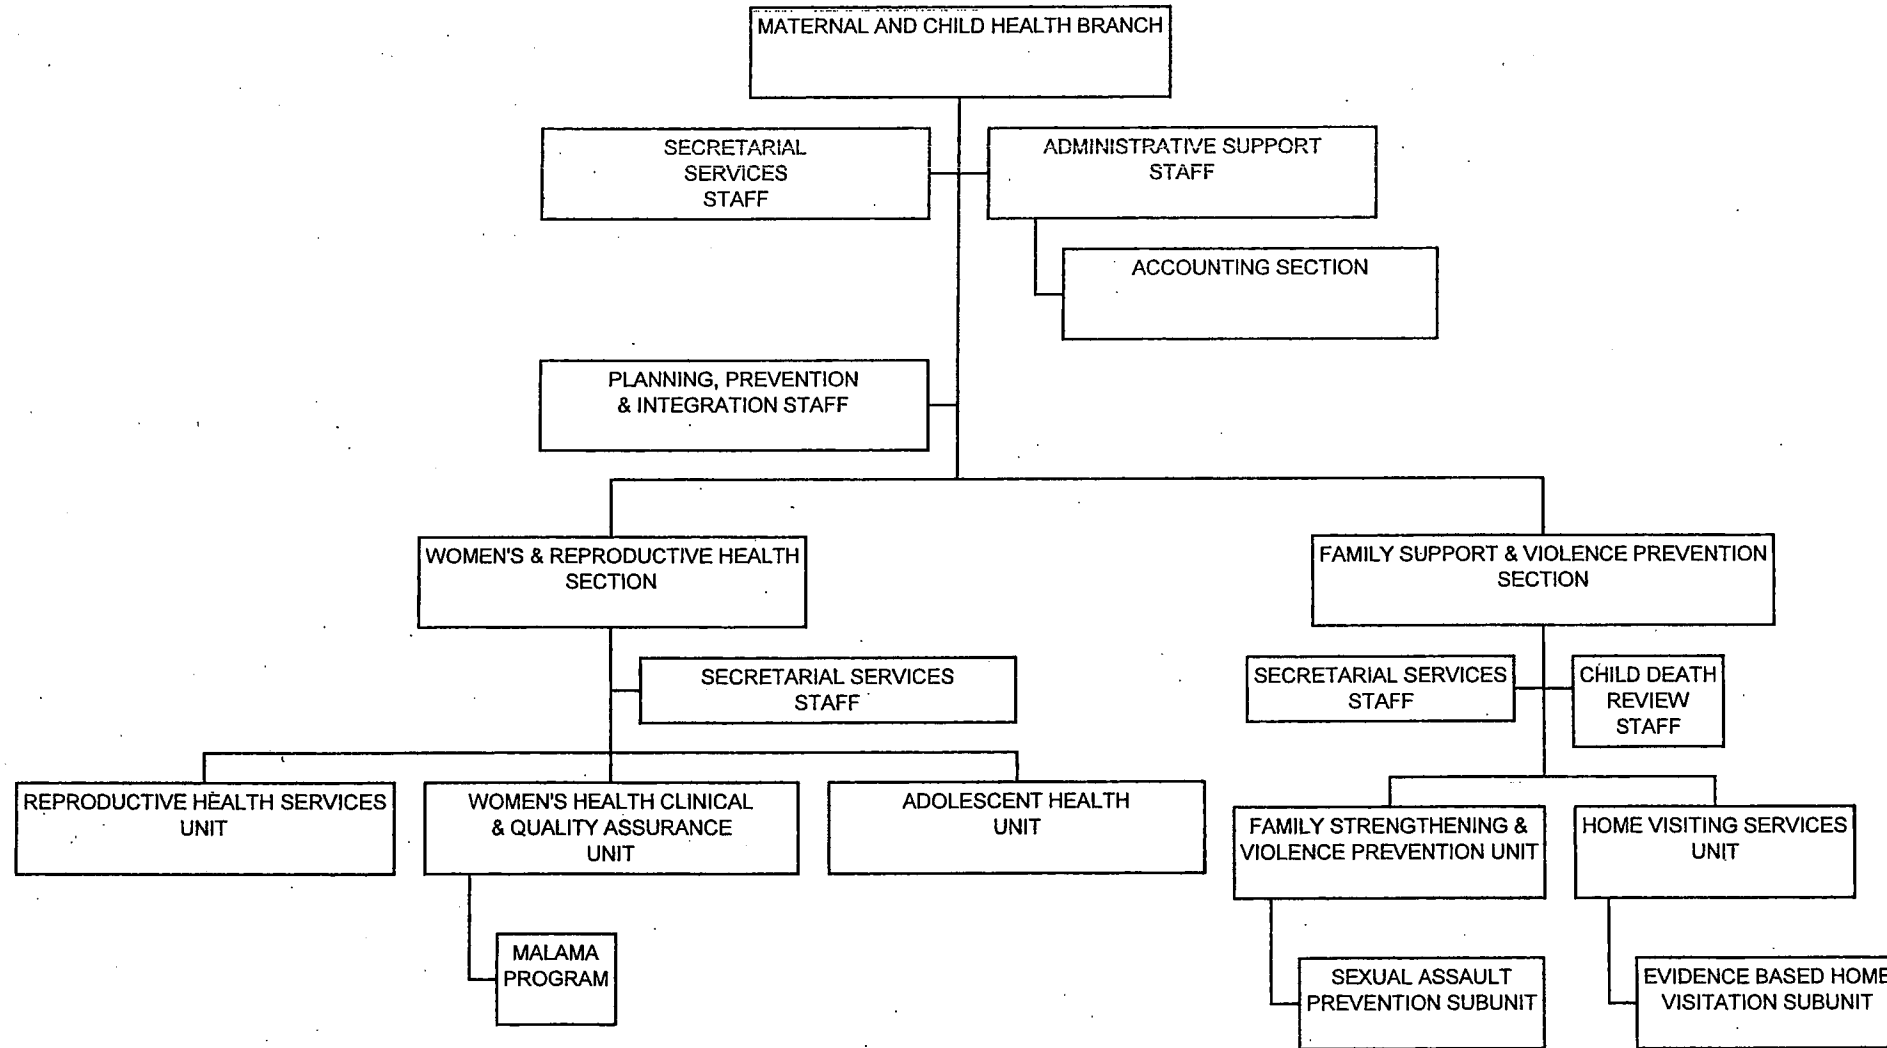 MATERNAL AND CHILD HEALTH BRANCH
SECRETARIAL
SERVICES
STAFF
ADMINISTRATIVE SUPPORT
STAFF
ACCOUNTING SECTION
PLANNING, PREVENTION
& INTEGRATION STAFF
WOMEN'S & REPRODUCTIVE HEALTH
SECTION
FAMILY SUPPORT & VIOLENCE PREVENTION
SECTION
SECRETARIAL SERVICES
STAFF
SECRETARIAL SERVICES
STAFF
CHILD DEATH
REVIEW
STAFF
REPRODUCTIVE HEALTH SERVICES
UNIT
WOMEN'S HEALTH CLINICAL
& QUALITY ASSURANCE
UNIT
ADOLESCENT HEALTH
UNIT
FAMILY STRENGTHENING &
VIOLENCE PREVENTION UNIT
HOME VISITING SERVICES
UNIT
MALAMA
PROGRAM
SEXUAL ASSAULT
PREVENTION SUBUNIT
EVIDENCE BASED HOME
VISITATION SUBUNIT